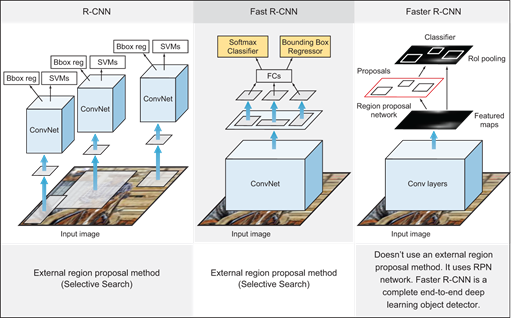 R-CNN
Fast R-CNN
Faster R-CNN
Bbox reg
SVMs
Bbox reg
SVMs
Bbox reg
SVMs
ConvNet
ConvNet
ConvNet
Input image
Softmax
Classifier
Bounding Box
Regressor
FCs
ConvNet
Input image
Classifier
RoI pooling
Proposals
Region proposal
network
Featured
maps
Conv layers
Input image
External region proposal method
(Selective Search)
External region proposal method
(Selective Search)
Doesn't use an external region
proposal method. It uses RPN
network. Faster R-CNN is a
complete end-to-end deep
learning object detector.